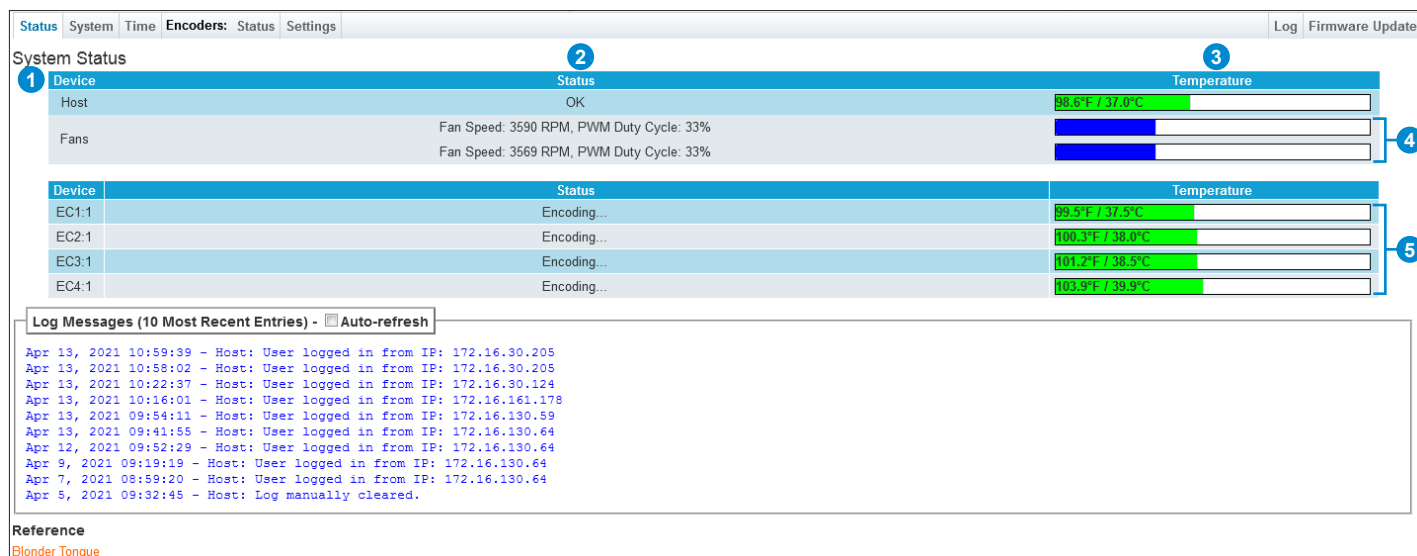 Status System Time Encoders: Status Settings Log Firmware Update
System Status
2 3
1 Device Status Temperature
Host OK 98.6°F / 37.0°C
Fans
Fan Speed: 3590 RPM, PWM Duty Cycle: 33%
Fan Speed: 3569 RPM, PWM Duty Cycle: 33%
4
Device Status Temperature
EC1:1 Encoding... 99.5°F / 37.5°C
EC2:1 Encoding... 100.3°F / 38.0°C
EC3:1 Encoding... 101.2°F / 38.5°C
EC4:1 Encoding... 103.9°F / 39.9°C
5
Log Messages (10 Most Recent Entries) - Auto-refresh
Apr 13, 2021 10:59:39 - Host: User logged in from IP: 172.16.30.205
Apr 13, 2021 10:58:02 - Host: User logged in from IP: 172.16.30.205
Apr 13, 2021 10:22:37 - Host: User logged in from IP: 172.16.30.124
Apr 13, 2021 10:16:01 - Host: User logged in from IP: 172.16.161.178
Apr 13, 2021 09:54:11 - Host: User logged in from IP: 172.16.130.59
Apr 13, 2021 09:41:55 - Host: User logged in from IP: 172.16.130.64
Apr 12, 2021 09:52:29 - Host: User logged in from IP: 172.16.130.64
Apr 9, 2021 09:19:19 - Host: User logged in from IP: 172.16.130.64
Apr 7, 2021 08:59:20 - Host: User logged in from IP: 172.16.130.64
Apr 5, 2021 09:32:45 - Host: Log manually cleared.
Reference
Blonder Tongue